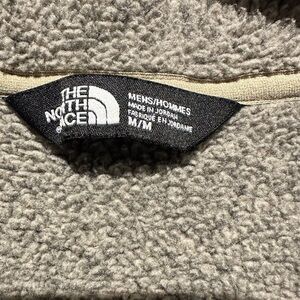 THE
NORTH
FACE
MENS/HOMMES
MADE IN JORDAN
FABRIQUÉ EN JORDANIE
M/M